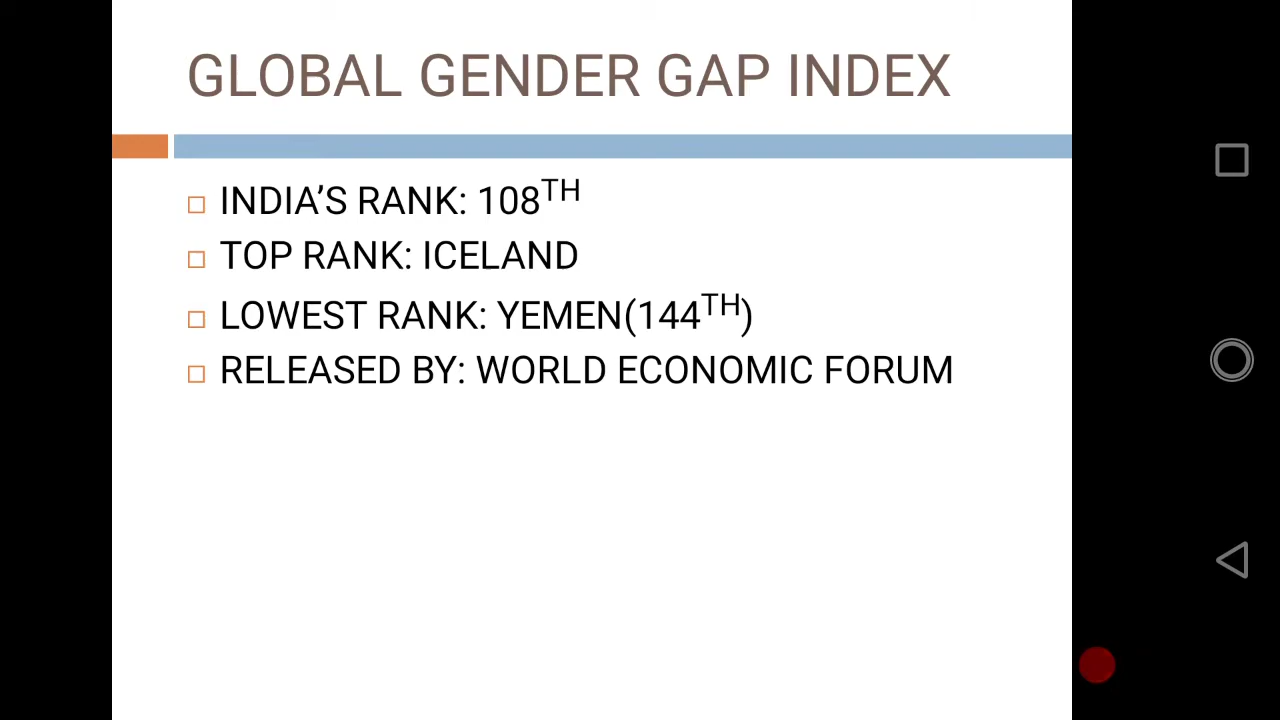 GLOBAL GENDER GAP INDEX
INDIA’S RANK: 108TH
TOP RANK: ICELAND
LOWEST RANK: YEMEN(144TH)
RELEASED BY: WORLD ECONOMIC FORUM